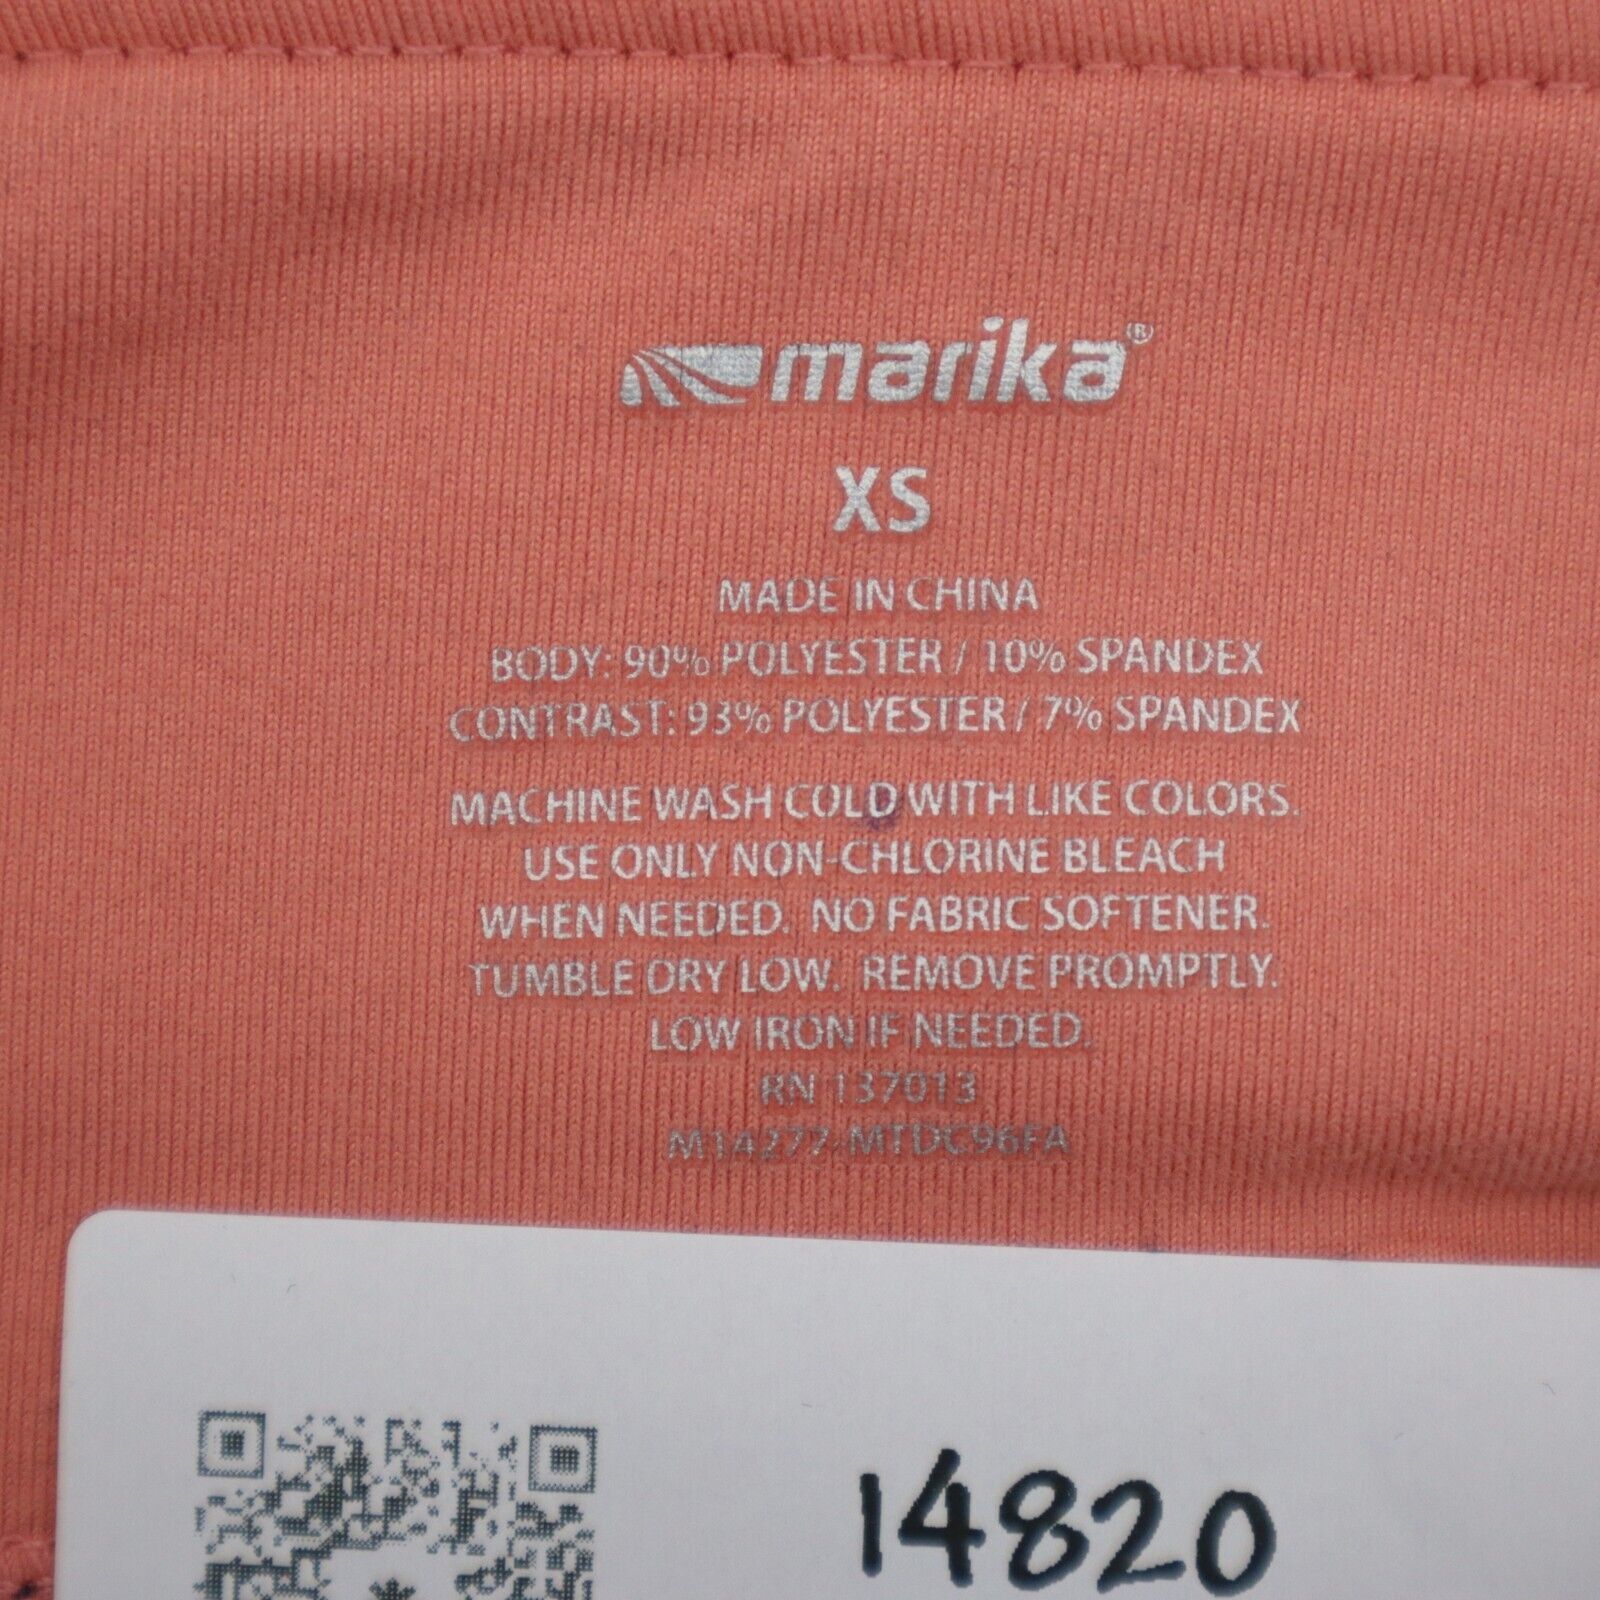 marika®
XS
MADE IN CHINA
BODY: 90% POLYESTER / 10% SPANDEX
CONTRAST: 93% POLYESTER / 7% SPANDEX
MACHINE WASH COLD WITH LIKE COLORS.
USE ONLY NON-CHLORINE BLEACH
WHEN NEEDED. NO FABRIC SOFTENER.
TUMBLE DRY LOW. REMOVE PROMPTLY.
LOW IRON IF NEEDED.
RN 137013
M14277-MTDC96FA
14820